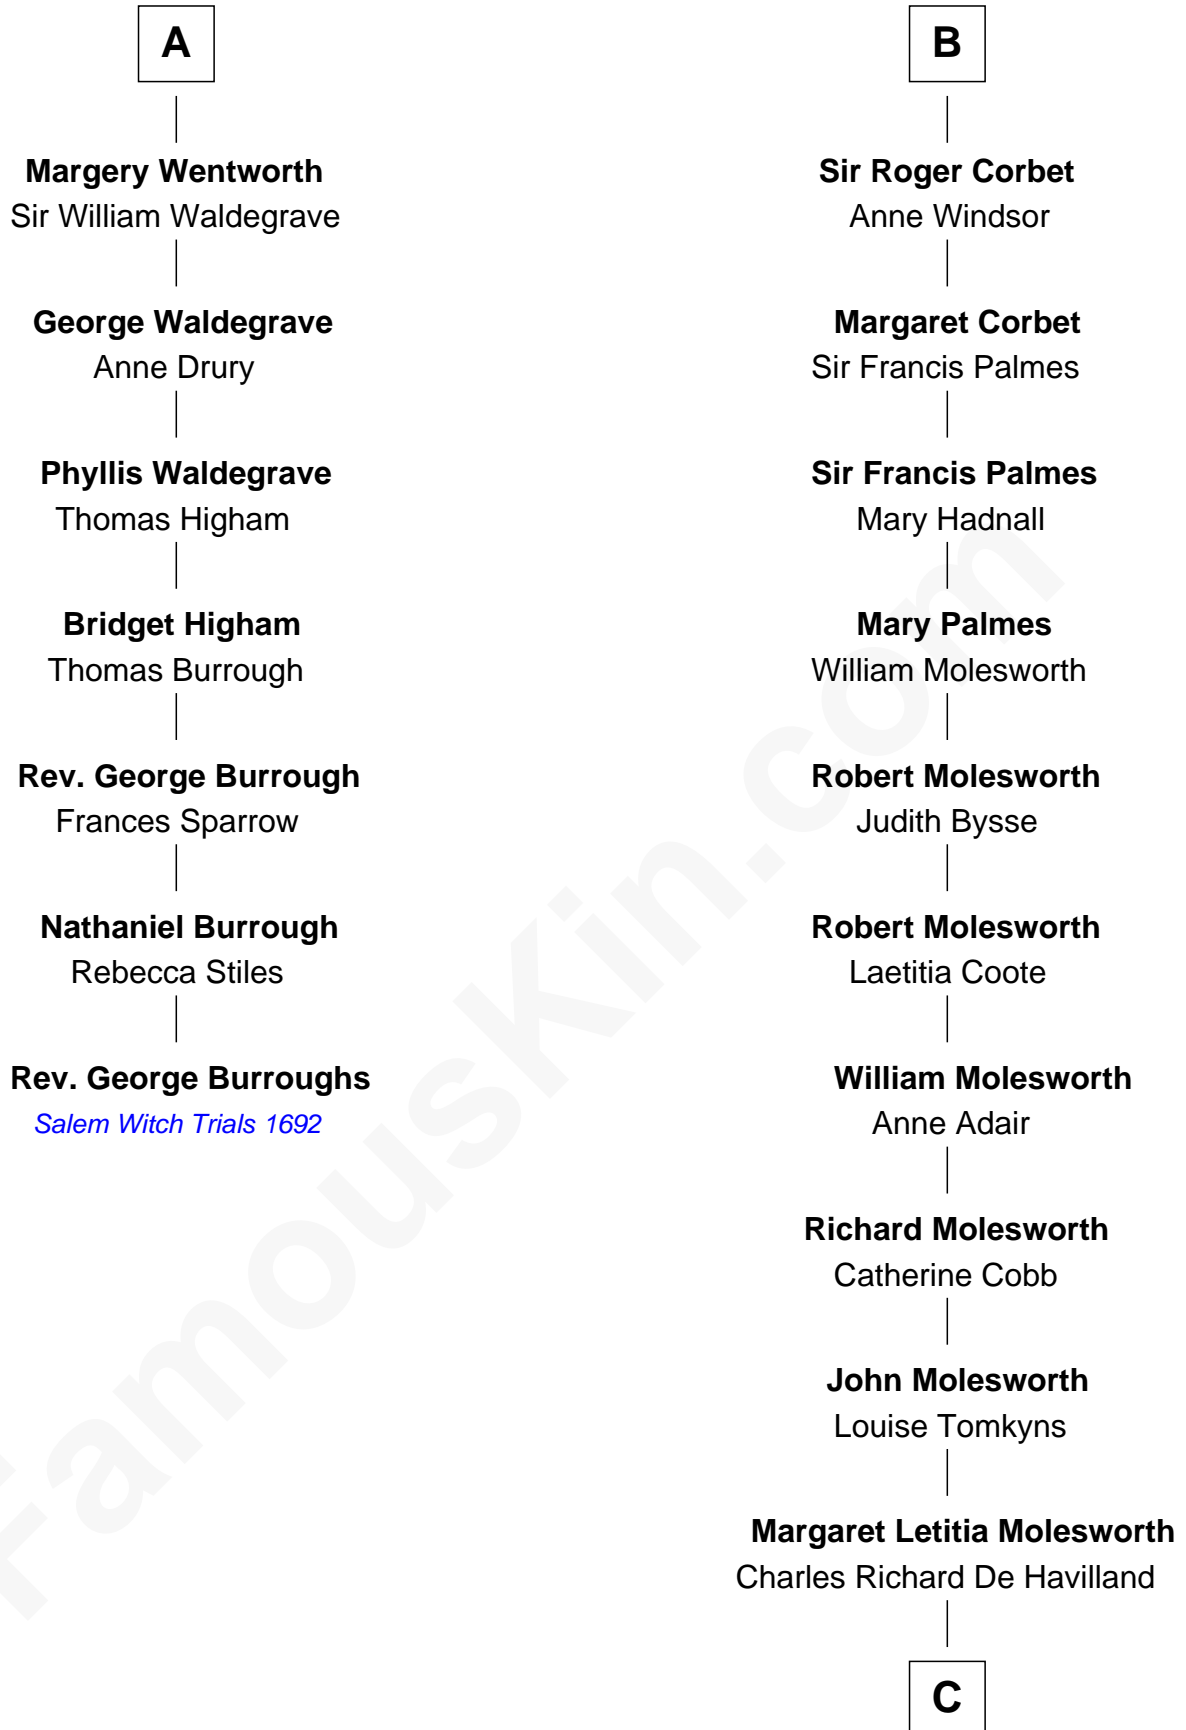 A
Margery Wentworth
Sir William Waldegrave
George Waldegrave
Anne Drury
Phyllis Waldegrave
Thomas Higham
Bridget Higham
Thomas Burrough
Rev. George Burrough
Frances Sparrow
Nathaniel Burrough
Rebecca Stiles
Rev. George Burroughs
Salem Witch Trials 1692
B
Sir Roger Corbet
Anne Windsor
Margaret Corbet
Sir Francis Palmes
Sir Francis Palmes
Mary Hadnall
Mary Palmes
William Molesworth
Robert Molesworth
Judith Bysse
Robert Molesworth
Laetitia Coote
William Molesworth
Anne Adair
Richard Molesworth
Catherine Cobb
John Molesworth
Louise Tomkyns
Margaret Letitia Molesworth
Charles Richard De Havilland
C
FamousKin.com